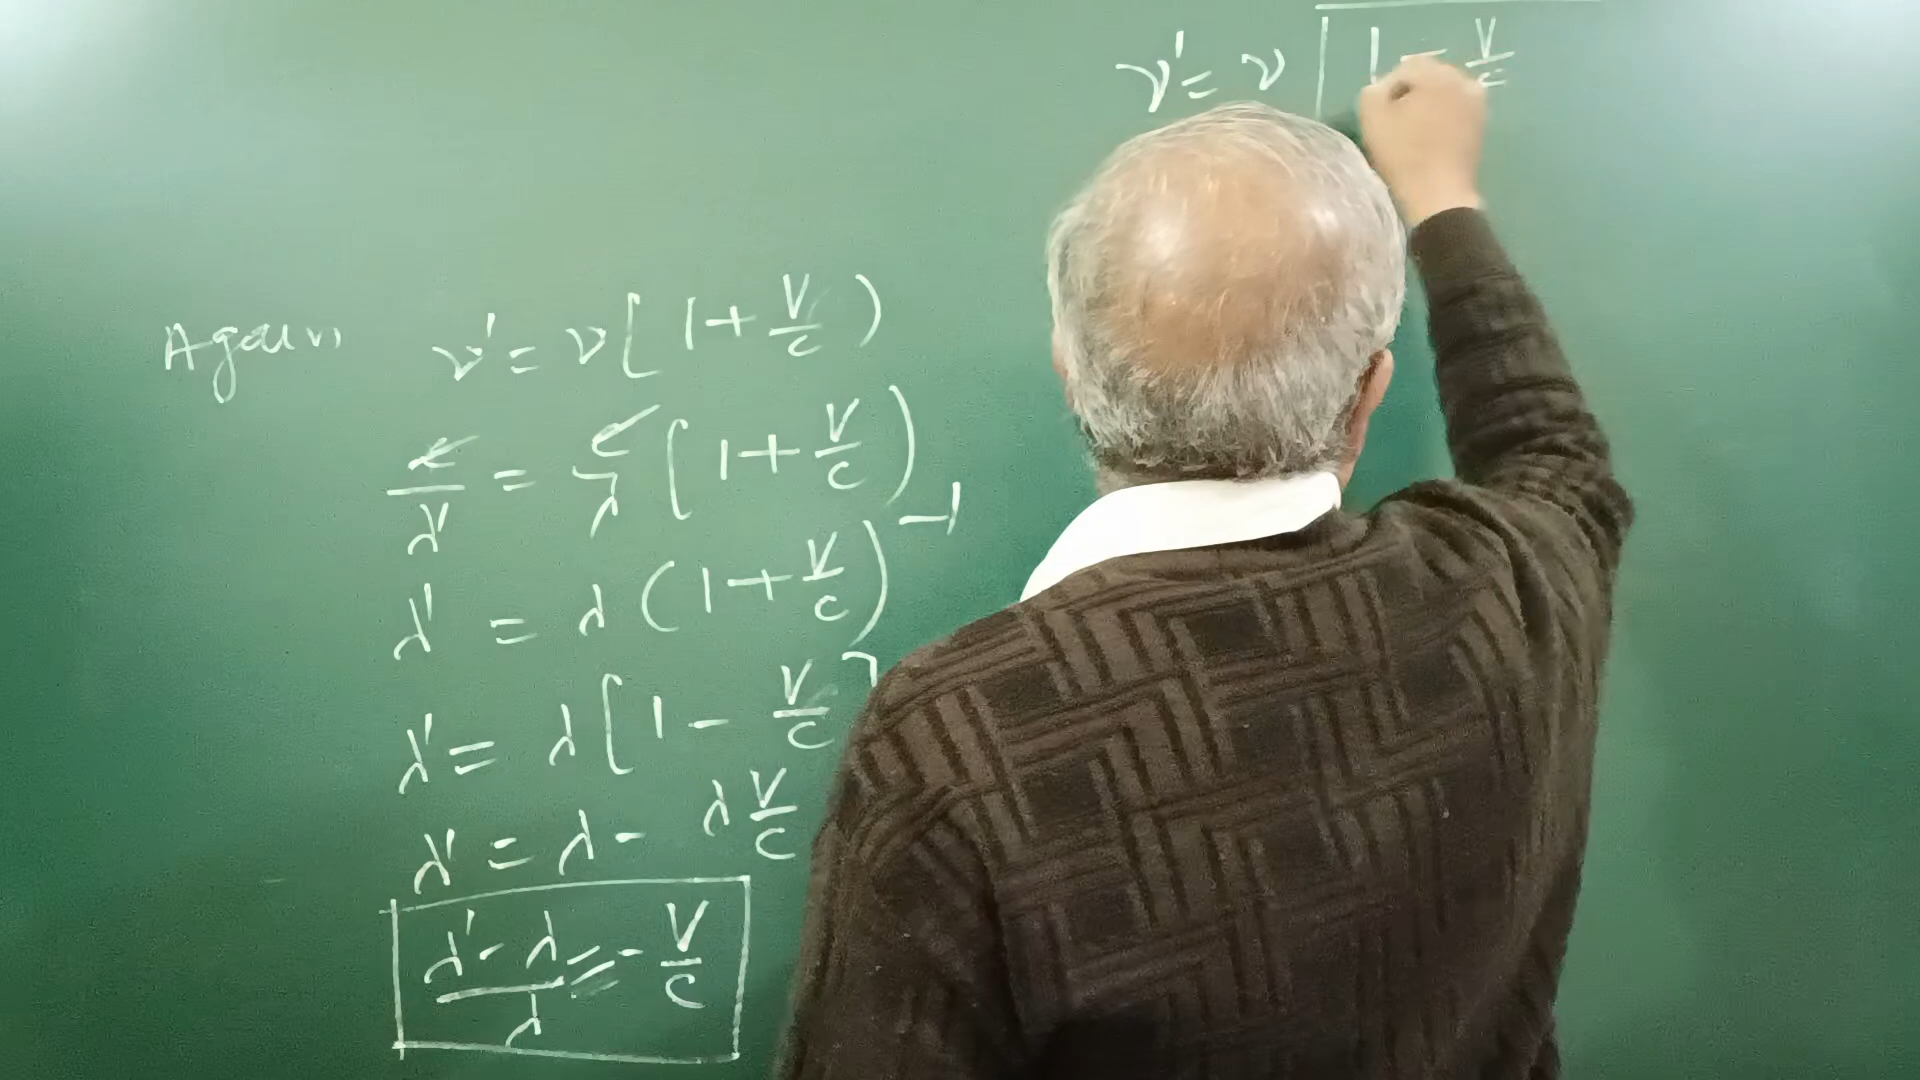 ν' = ν √ 1 - V/c
Again, ν' = ν [ 1 + V/c )
c/λ' = c/λ [ 1 + V/c )
λ' = λ ( 1 + V/c )^-1
λ' = λ [ 1 - V/c ]
λ' = λ - λ V/c
λ' - λ / λ = - V/c